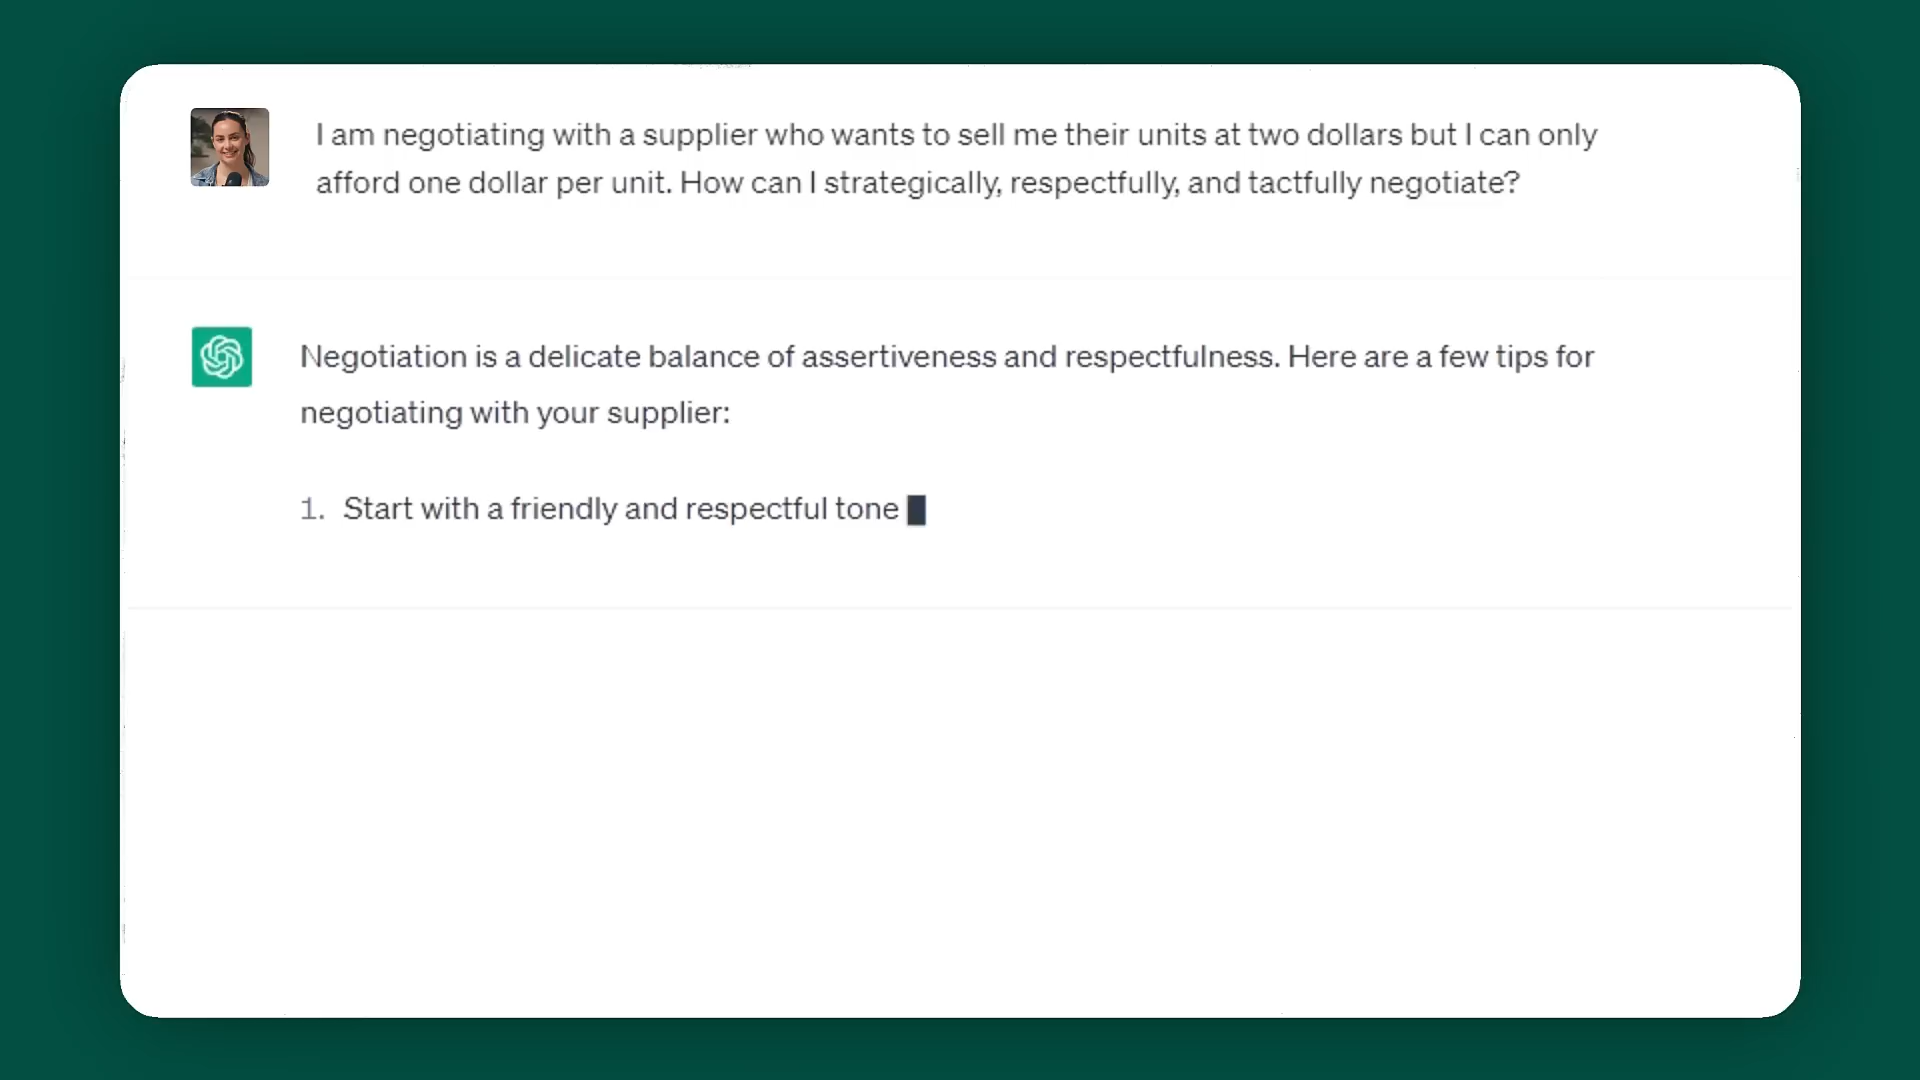 I am negotiating with a supplier who wants to sell me their units at two dollars but I can only
afford one dollar per unit. How can I strategically, respectfully, and tactfully negotiate?
Negotiation is a delicate balance of assertiveness and respectfulness. Here are a few tips for
negotiating with your supplier:
1. Start with a friendly and respectful tone